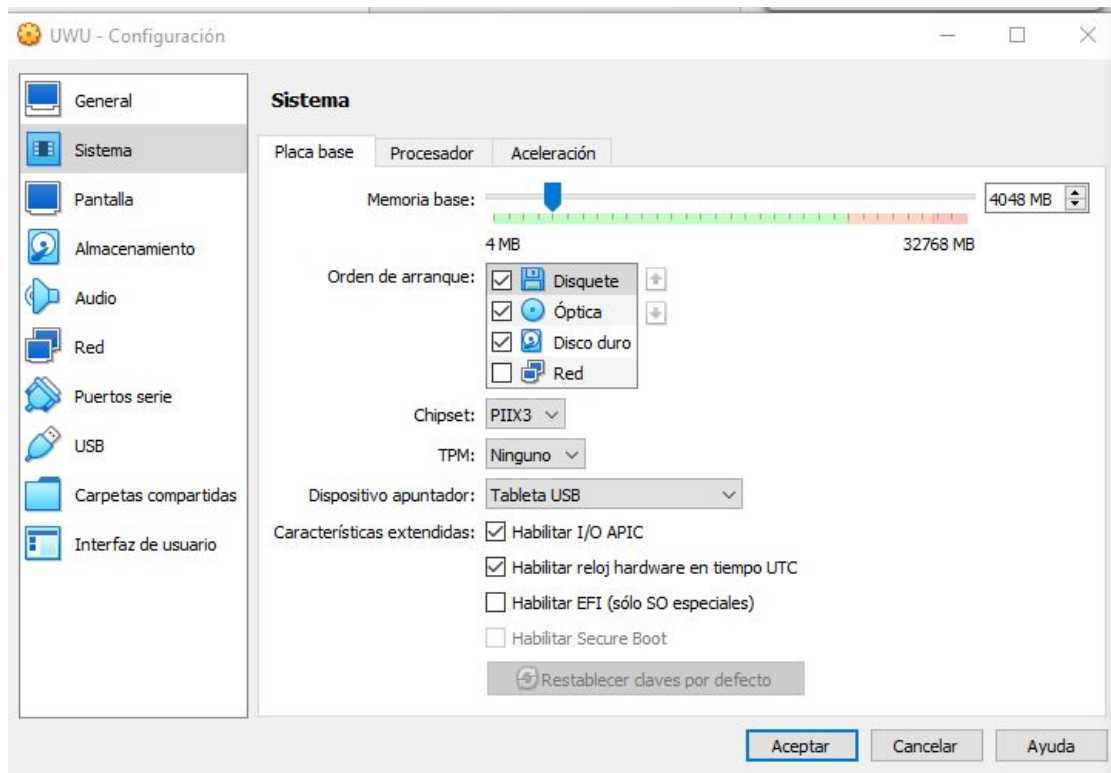 UWU - Configuración
General
Sistema
Pantalla
Almacenamiento
Audio
Red
Puertos serie
USB
Carpetas compartidas
Interfaz de usuario
Sistema
Placa base Procesador Aceleración
Memoria base: 4048 MB
4 MB 32768 MB
Orden de arranque: Disquete
Óptica
Disco duro
Red
Chipset: PIIX3
TPM: Ninguno
Dispositivo apuntador: Tableta USB
Características extendidas: Habilitar I/O APIC
Habilitar reloj hardware en tiempo UTC
Habilitar EFI (sólo SO especiales)
Habilitar Secure Boot
Restablecer claves por defecto
Aceptar Cancelar Ayuda